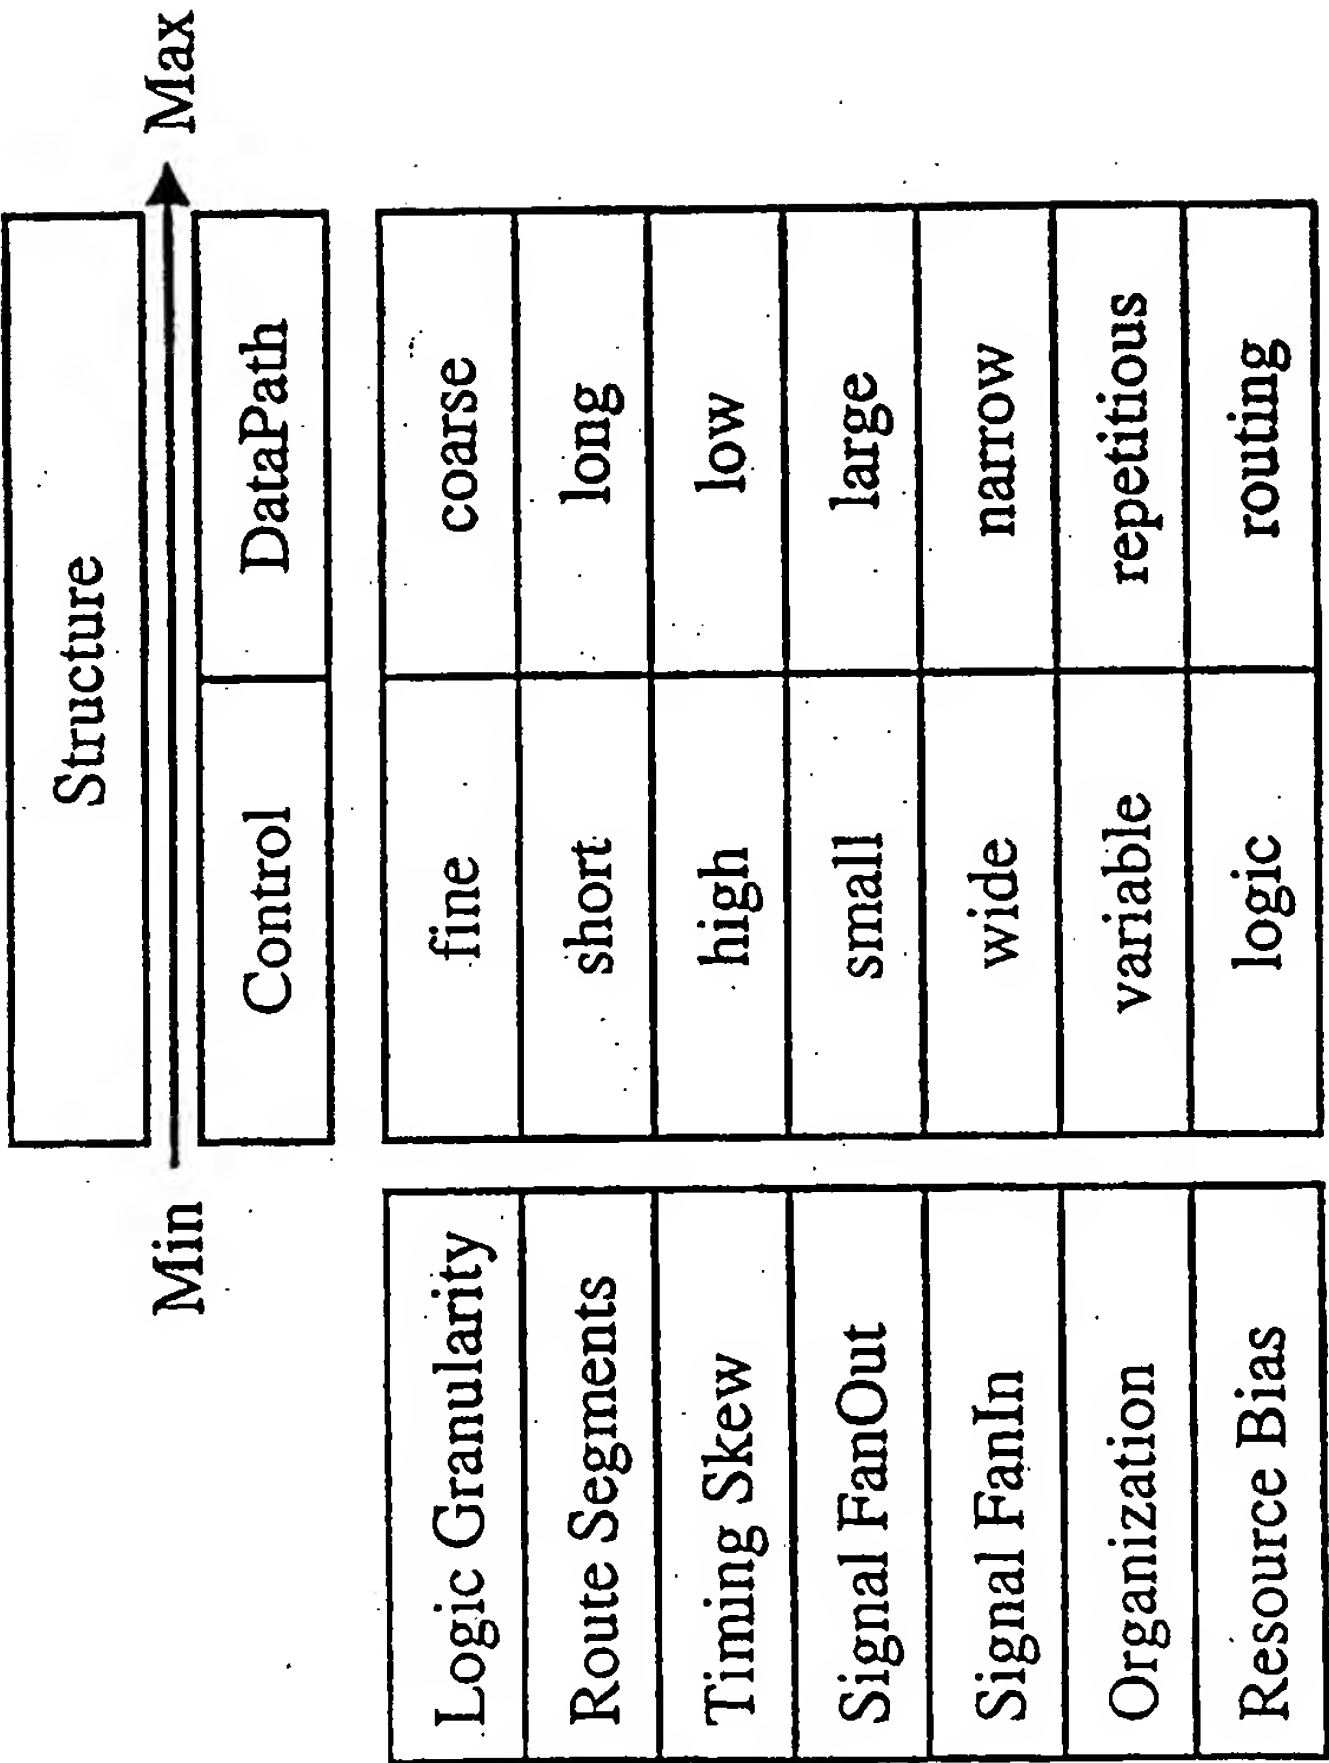 Structure
Min Max
Control DataPath
Logic Granularity fine coarse
Route Segments short long
Timing Skew high low
Signal FanOut small large
Signal FanIn wide narrow
Organization variable repetitious
Resource Bias logic routing